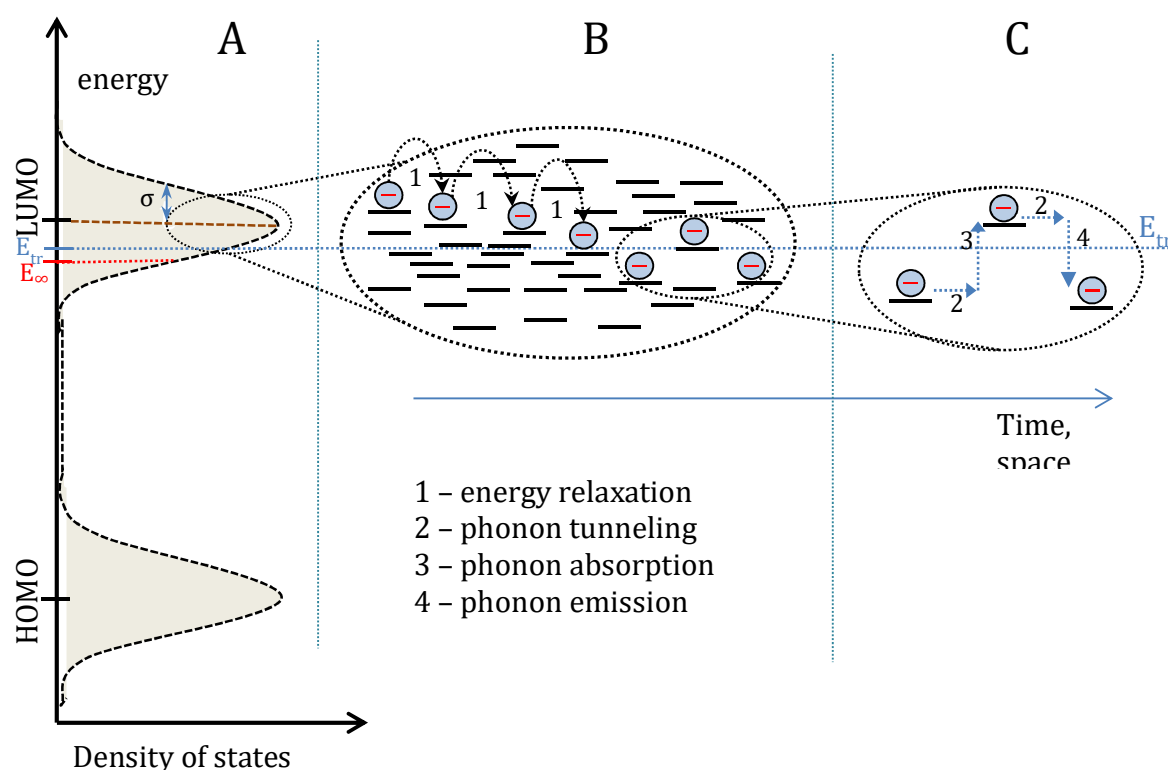 A
B
C
energy
LUMO
σ
E_tr
E_∞
1
1
1
2
3
2
4
E_tr
Time,
space
1 – energy relaxation
2 – phonon tunneling
3 – phonon absorption
4 – phonon emission
HOMO
Density of states